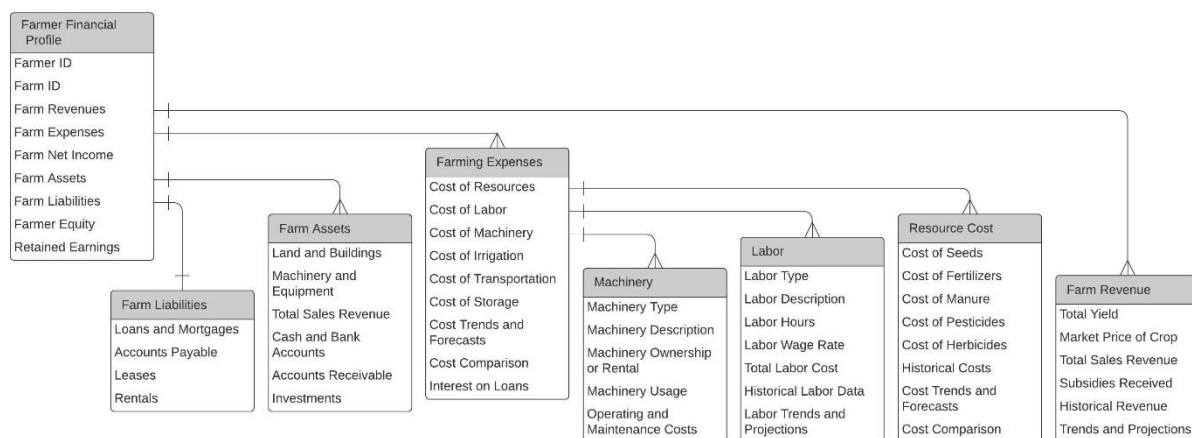 Farmer Financial
Profile
Farmer ID
Farm ID
Farm Revenues
Farm Expenses
Farm Net Income
Farm Assets
Farm Liabilities
Farmer Equity
Retained Earnings
Farm Liabilities
Loans and Mortgages
Accounts Payable
Leases
Rentals
Farm Assets
Land and Buildings
Machinery and
Equipment
Total Sales Revenue
Cash and Bank
Accounts
Accounts Receivable
Investments
Farming Expenses
Cost of Resources
Cost of Labor
Cost of Machinery
Cost of Irrigation
Cost of Transportation
Cost of Storage
Cost Trends and
Forecasts
Cost Comparison
Interest on Loans
Machinery
Machinery Type
Machinery Description
Machinery Ownership
or Rental
Machinery Usage
Operating and
Maintenance Costs
Labor
Labor Type
Labor Description
Labor Hours
Labor Wage Rate
Total Labor Cost
Historical Labor Data
Labor Trends and
Projections
Resource Cost
Cost of Seeds
Cost of Fertilizers
Cost of Manure
Cost of Pesticides
Cost of Herbicides
Historical Costs
Cost Trends and
Forecasts
Cost Comparison
Farm Revenue
Total Yield
Market Price of Crop
Total Sales Revenue
Subsidies Received
Historical Revenue
Trends and Projections